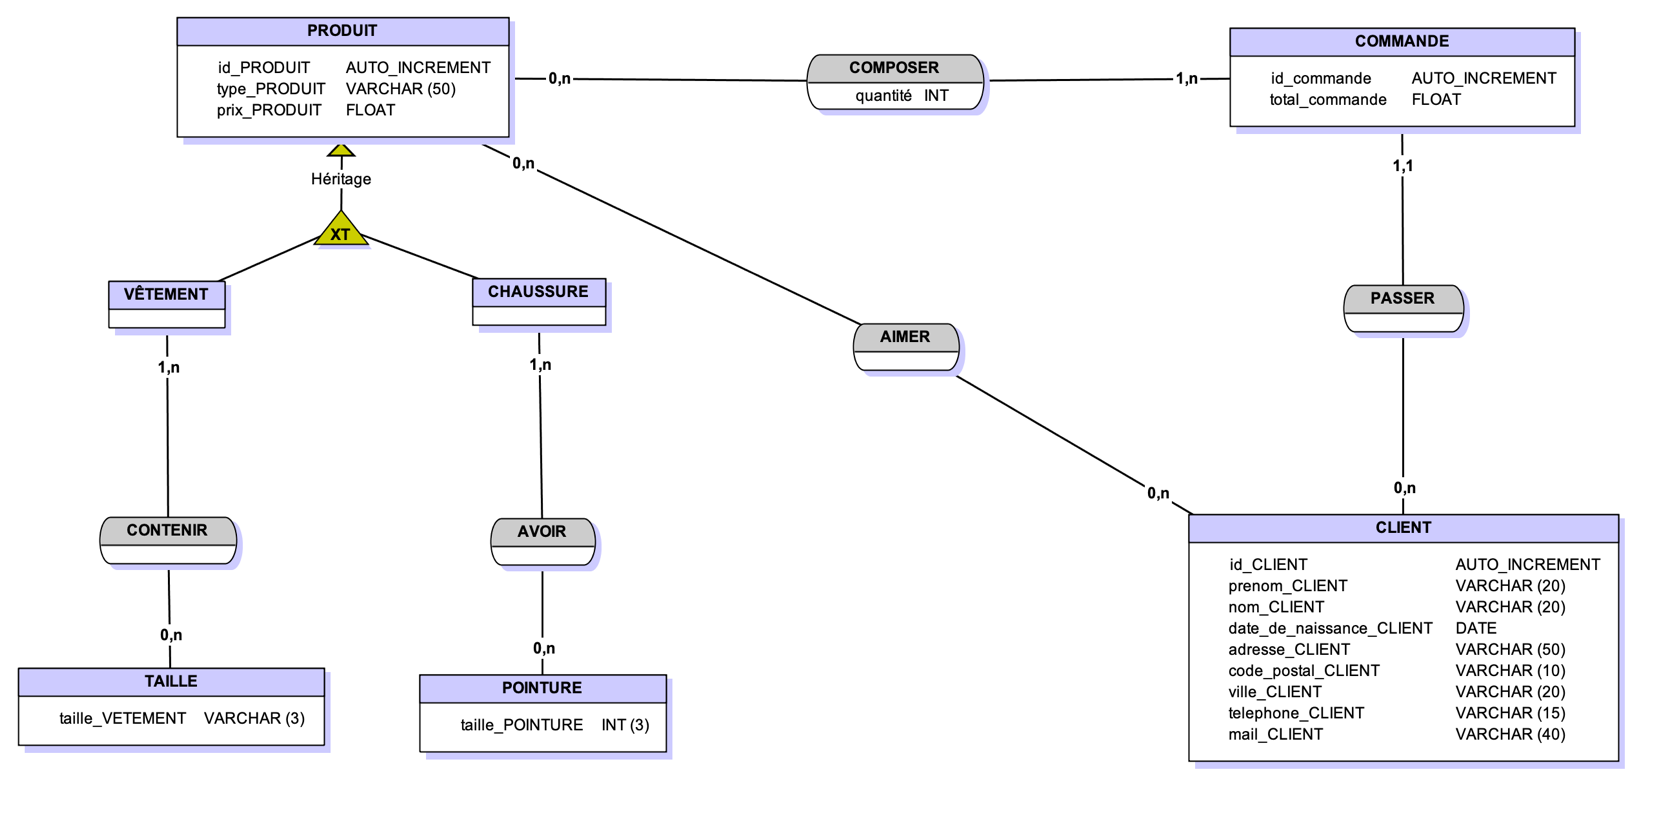 PRODUIT
id_PRODUIT AUTO_INCREMENT
type_PRODUIT VARCHAR (50)
prix_PRODUIT FLOAT
0,n
COMPOSER
quantité INT
1,n
COMMANDE
id_commande AUTO_INCREMENT
total_commande FLOAT
Héritage
XT
0,n
1,1
VÊTEMENT
CHAUSSURE
PASSER
AIMER
1,n
1,n
0,n
0,n
CONTENIR
AVOIR
CLIENT
id_CLIENT AUTO_INCREMENT
prenom_CLIENT VARCHAR (20)
nom_CLIENT VARCHAR (20)
date_de_naissance_CLIENT DATE
adresse_CLIENT VARCHAR (50)
code_postal_CLIENT VARCHAR (10)
ville_CLIENT VARCHAR (20)
telephone_CLIENT VARCHAR (15)
mail_CLIENT VARCHAR (40)
0,n
0,n
TAILLE
taille_VETEMENT VARCHAR (3)
POINTURE
taille_POINTURE INT (3)